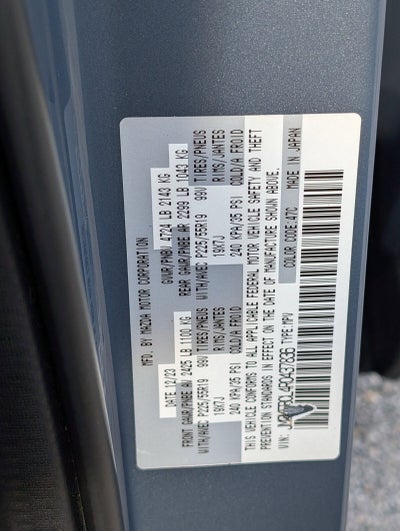 MFD. BY MAZDA MOTOR CORPORATION
DATE 12/23 GVWR/PNBV 4724 LB 2143 KG
FRONT GAWR/PNBE AV 2425 LB 1100 KG REAR GAWR/PNBE AR 2299 LB 1043 KG
WITH/AVEC P225/55R19 99V TIRES/PNEUS WITH/AVEC P225/55R19 99V TIRES/PNEUS
19X7J RIMS/JANTES 19X7J RIMS/JANTES
240 KPA/35 PSI COLD/A FROID 240 KPA/35 PSI COLD/A FROID
THIS VEHICLE CONFORMS TO ALL APPLICABLE FEDERAL MOTOR VEHICLE SAFETY AND THEFT
PREVENTION STANDARDS IN EFFECT ON THE DATE OF MANUFACTURE SHOWN ABOVE.
VIN: TYPE: MPV COLOR CODE: 47C MADE IN JAPAN